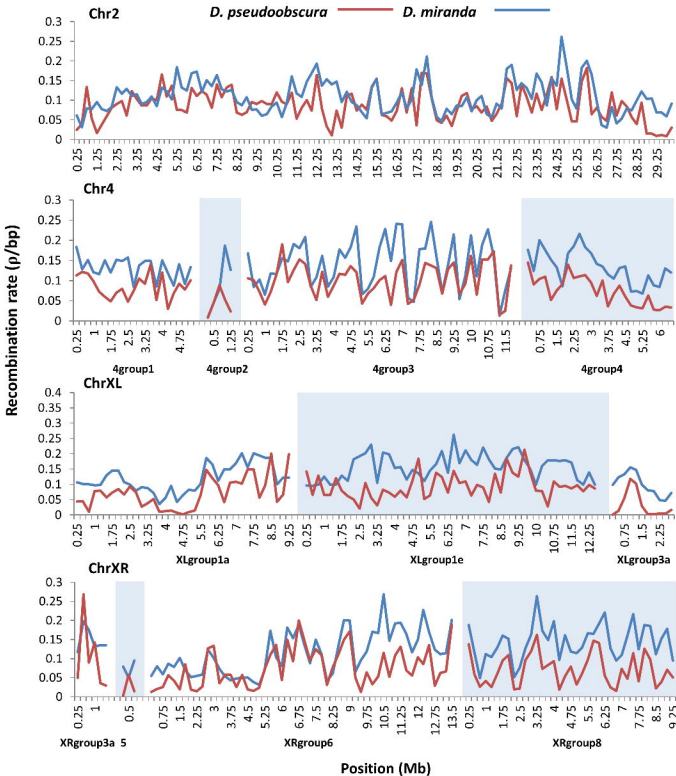 Chr2 D. pseudoobscura D. miranda
0.3
0.25
0.2
0.15
0.1
0.05
0
0.25 1.25 2.25 3.25 4.25 5.25 6.25 7.25 8.25 9.25 10.25 11.25 12.25 13.25 14.25 15.25 16.25 17.25 18.25 19.25 20.25 21.25 22.25 23.25 24.25 25.25 26.25 27.25 28.25 29.25
Chr4
0.3
0.25
0.2
0.15
0.1
0.05
0
0.25 1 1.75 2.5 3.25 4 4.75 0.5 1.25 0.25 1 1.75 2.5 3.25 4 4.75 5.5 6.25 7 7.75 8.5 9.25 10 10.75 11.5 0.75 1.5 2.25 3 3.75 4.5 5.25 6
4group1 4group2 4group3 4group4
Recombination rate (ρ/bp)
ChrXL
0.4
0.3
0.25
0.2
0.15
0.1
0.05
0
0.25 1 1.75 2.5 3.25 4 4.75 5.5 6.25 7 7.75 8.5 9.25 0.25 1 1.75 2.5 3.25 4 4.75 5.5 6.25 7 7.75 8.5 9.25 10 10.75 11.5 12.25 0.75 1.5 2.25
XLgroup1a XLgroup1e XLgroup3a
ChrXR
0.3
0.25
0.2
0.15
0.1
0.05
0
0.25 1 0.5 0.75 1.5 2.25 3 3.75 4.5 5.25 6 6.75 7.5 8.25 9 9.75 10.5 11.25 12 12.75 13.5 0.25 1 1.75 2.5 3.25 4 4.75 5.5 6.25 7 7.75 8.5 9.25
XRgroup3a 5 XRgroup6 XRgroup8
Position (Mb)